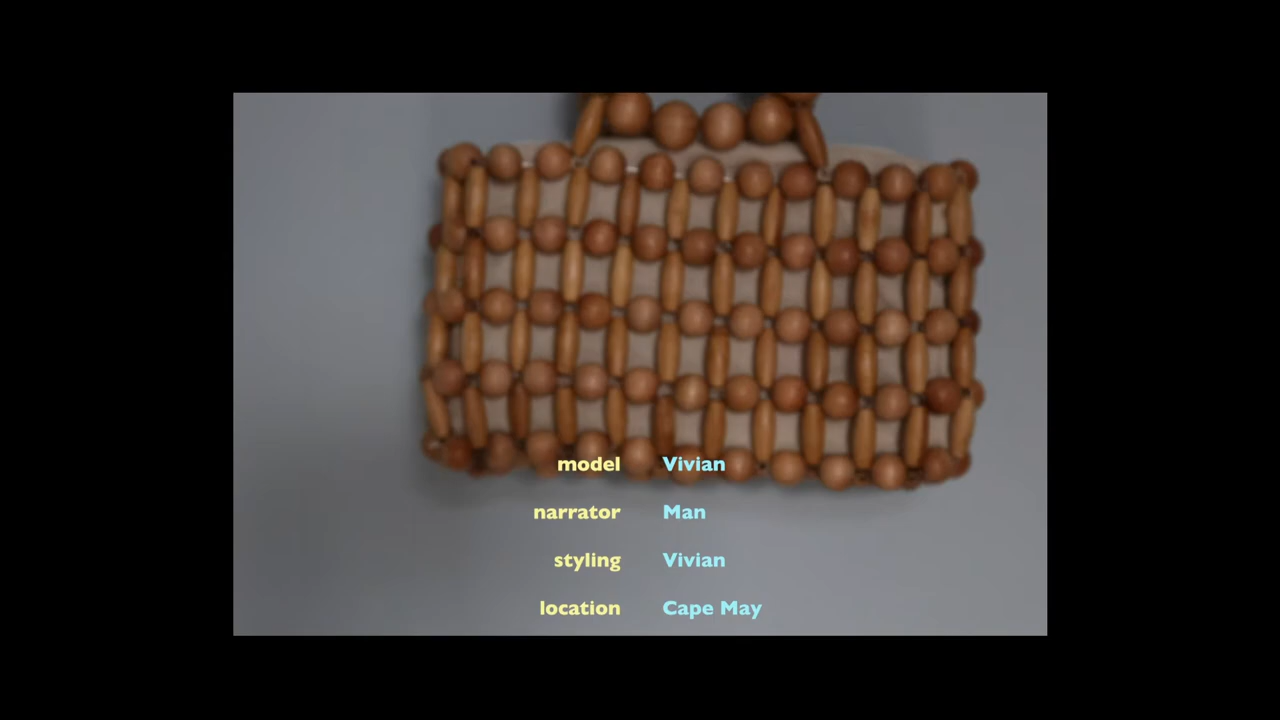 model Vivian
narrator Man
styling Vivian
location Cape May